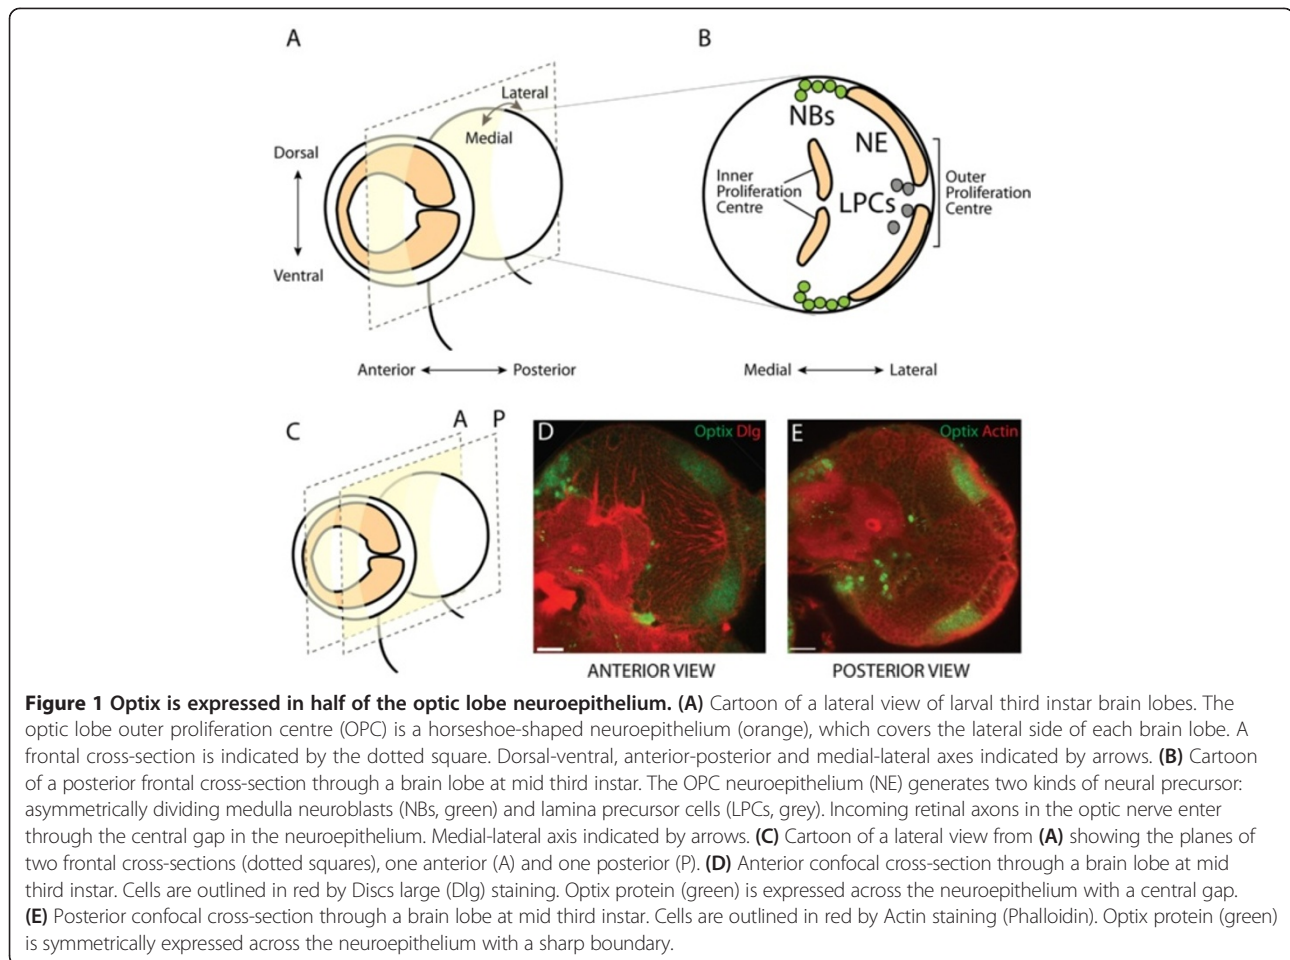 A
B
Lateral
Medial
Dorsal
Ventral
NBs
NE
Inner
Proliferation
Centre
LPCs
Outer
Proliferation
Centre
Anterior
Posterior
Medial
Lateral
C
A
P
D
Optix Dlg
E
Optix Actin
ANTERIOR VIEW
POSTERIOR VIEW
Figure 1 Optix is expressed in half of the optic lobe neuroepithelium. (A) Cartoon of a lateral view of larval third instar brain lobes. The
optic lobe outer proliferation centre (OPC) is a horseshoe-shaped neuroepithelium (orange), which covers the lateral side of each brain lobe. A
frontal cross-section is indicated by the dotted square. Dorsal-ventral, anterior-posterior and medial-lateral axes indicated by arrows. (B) Cartoon
of a posterior frontal cross-section through a brain lobe at mid third instar. The OPC neuroepithelium (NE) generates two kinds of neural precursor:
asymmetrically dividing medulla neuroblasts (NBs, green) and lamina precursor cells (LPCs, grey). Incoming retinal axons in the optic nerve enter
through the central gap in the neuroepithelium. Medial-lateral axis indicated by arrows. (C) Cartoon of a lateral view from (A) showing the planes of
two frontal cross-sections (dotted squares), one anterior (A) and one posterior (P). (D) Anterior confocal cross-section through a brain lobe at mid
third instar. Cells are outlined in red by Discs large (Dlg) staining. Optix protein (green) is expressed across the neuroepithelium with a central gap.
(E) Posterior confocal cross-section through a brain lobe at mid third instar. Cells are outlined in red by Actin staining (Phalloidin). Optix protein (green)
is symmetrically expressed across the neuroepithelium with a sharp boundary.